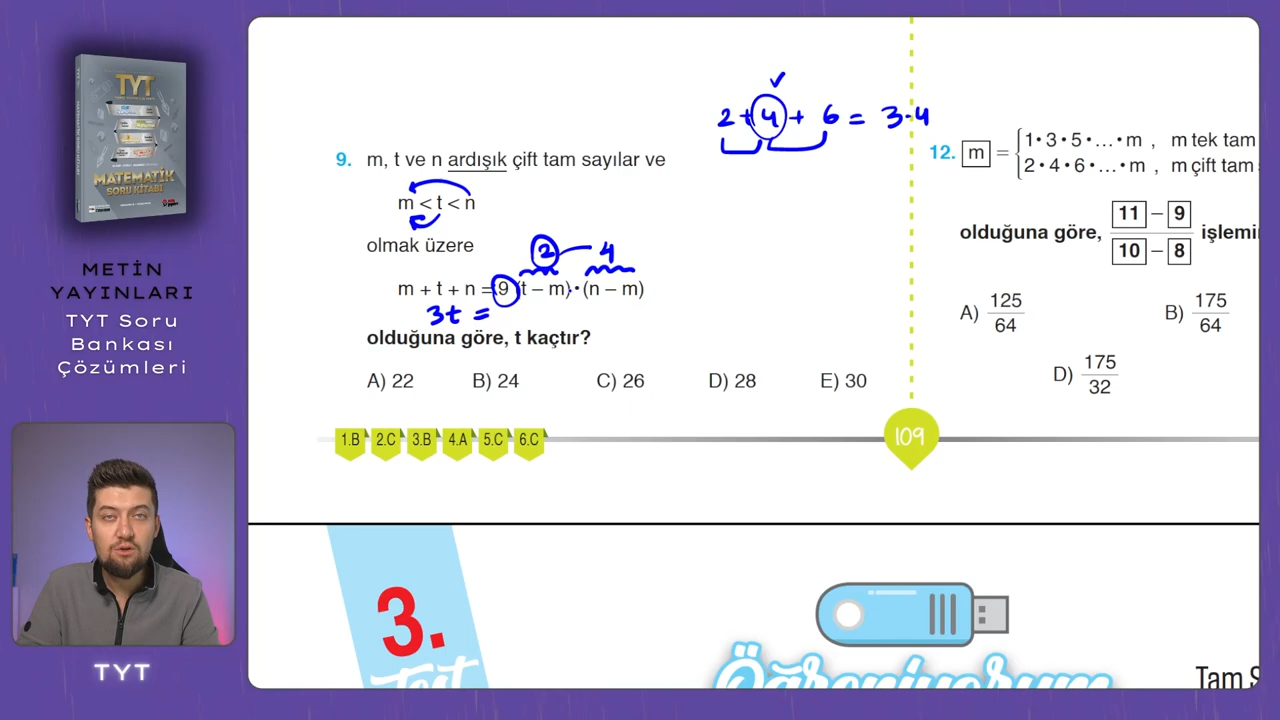 TYT
MATEMATİK
SORU KİTABI
METİN
YAYINLARI
TYT Soru
Bankası
Çözümleri
TYT
2 + 4 + 6 = 3·4
9. m, t ve n ardışık çift tam sayılar ve
m < t < n
olmak üzere
2 4
m + t + n = 9 (t – m) · (n – m)
3t =
olduğuna göre, t kaçtır?
A) 22 B) 24 C) 26 D) 28 E) 30
1.B 2.C 3.B 4.A 5.C 6.C
109
12. m = { 1•3•5•...•m , m tek tam
2•4•6•...•m , m çift tam
olduğuna göre, 11 – 9 / 10 – 8 işlemi
A) 125/64 B) 175/64
D) 175/32
3.
Test
Öğreniyorum
Tam S